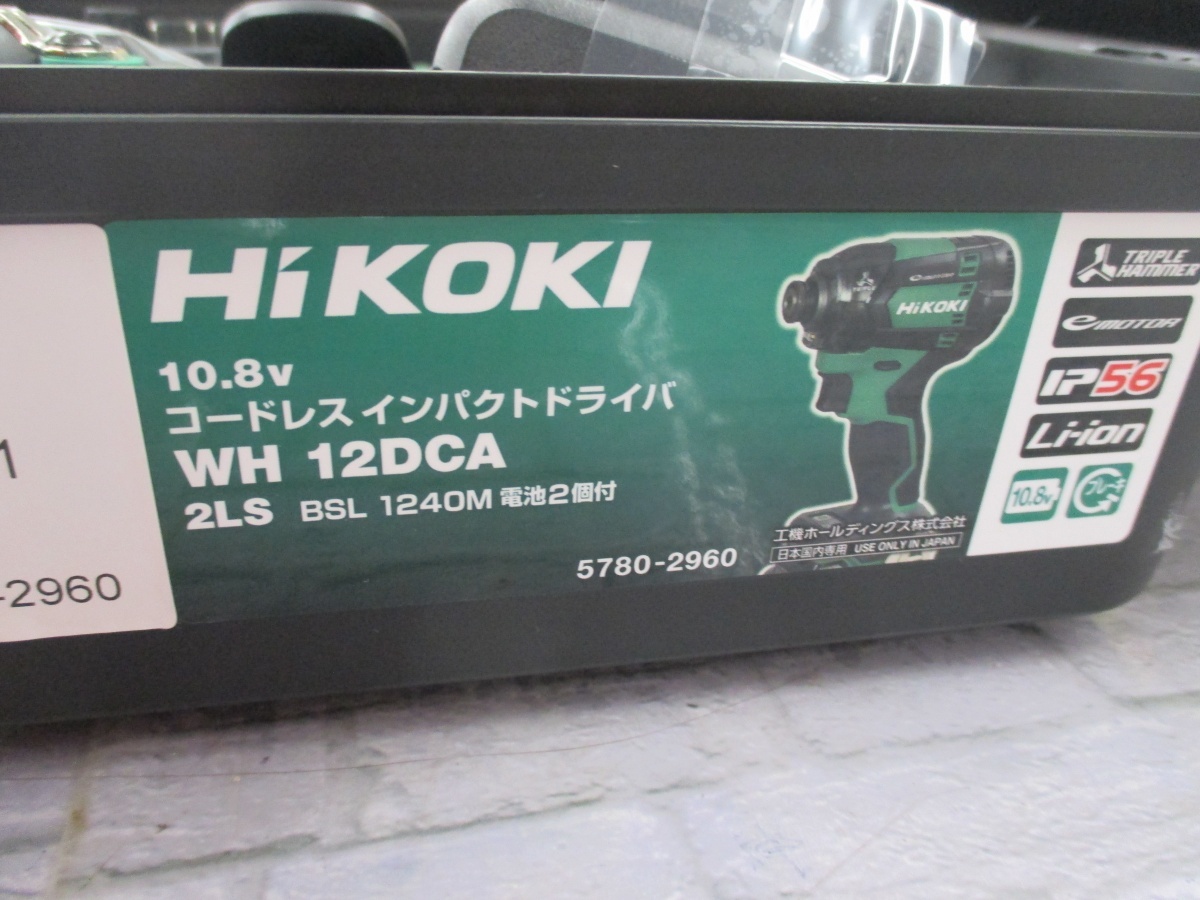 HiKOKI
10.8v
コードレス インパクトドライバ
WH 12DCA
2LS BSL 1240M 電池2個付
5780-2960
工機ホールディングス株式会社
日本国内専用 USE ONLY IN JAPAN
HiKOKI
TRIPLE
HAMMER
e MOTOR
IP56
Li-ion
10.8v
ブレーキ
1
-2960